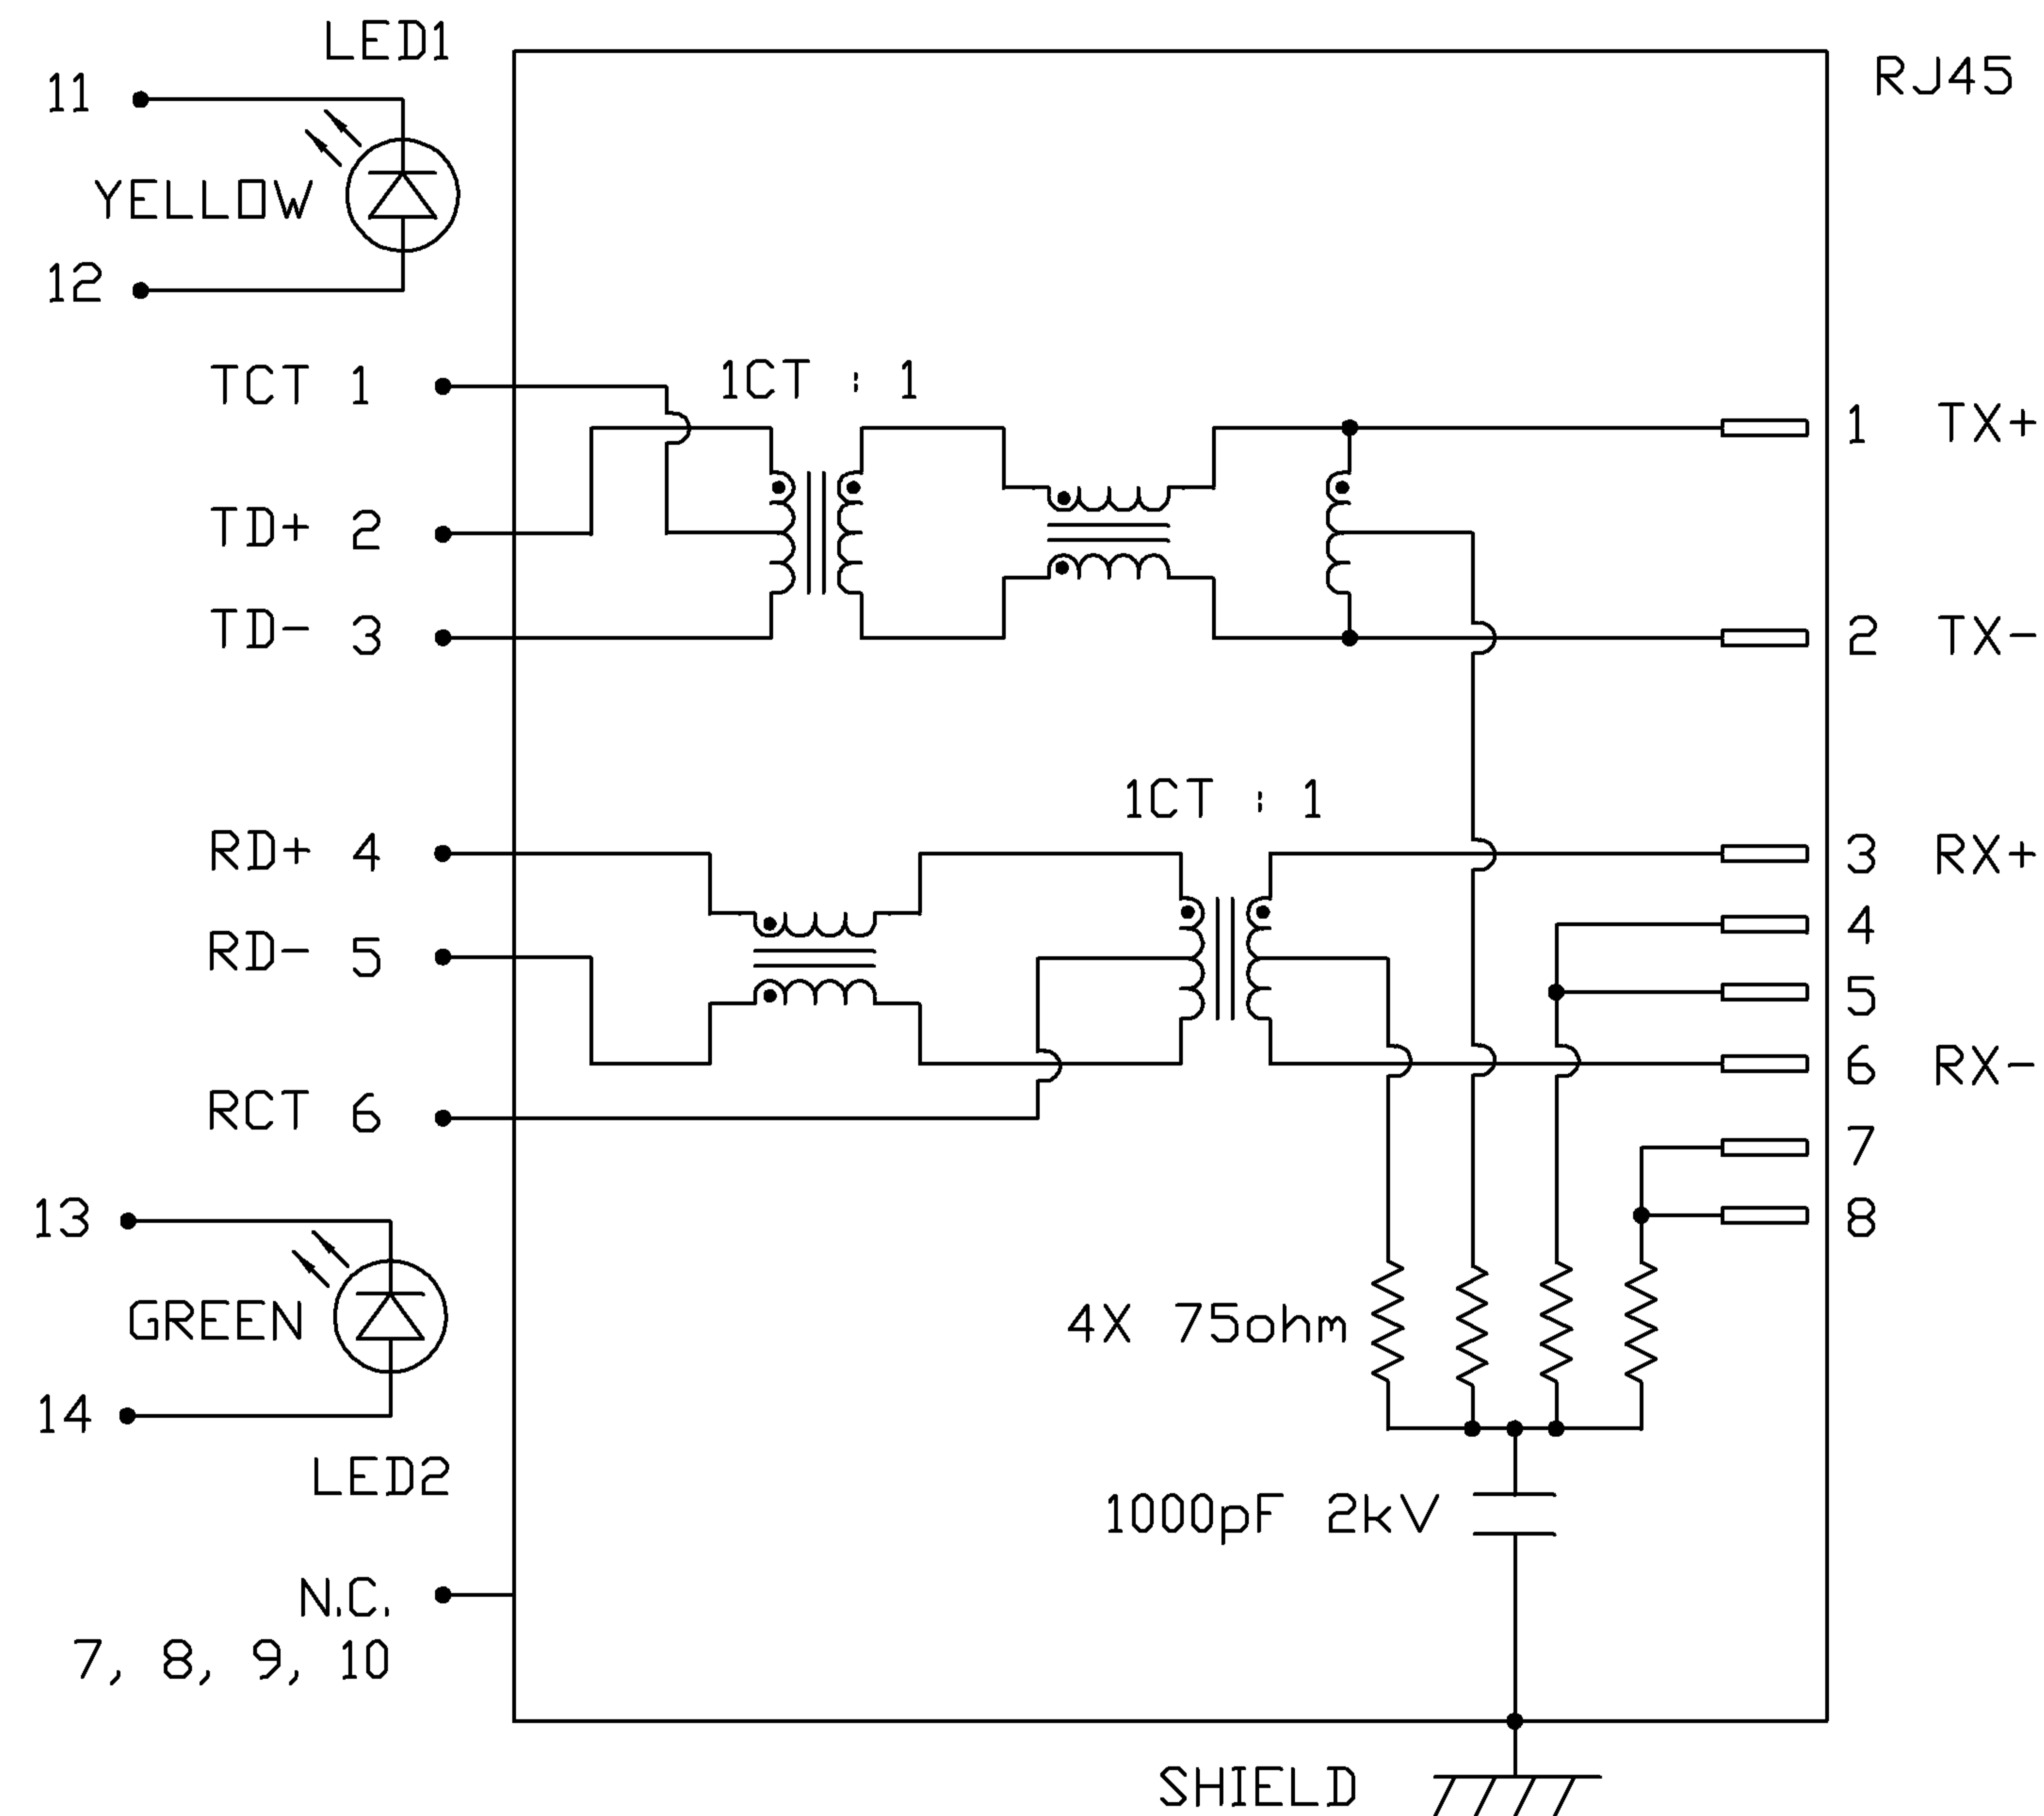 LED1
RJ45
11
YELLOW
12
TCT 1
1CT : 1
1 TX+
TD+ 2
TD- 3
2 TX-
1CT : 1
RD+ 4
3 RX+
4
RD- 5
5
6 RX-
RCT 6
7
13
8
GREEN
4X 75ohm
14
LED2
1000pF 2kV
N.C.
7, 8, 9, 10
SHIELD